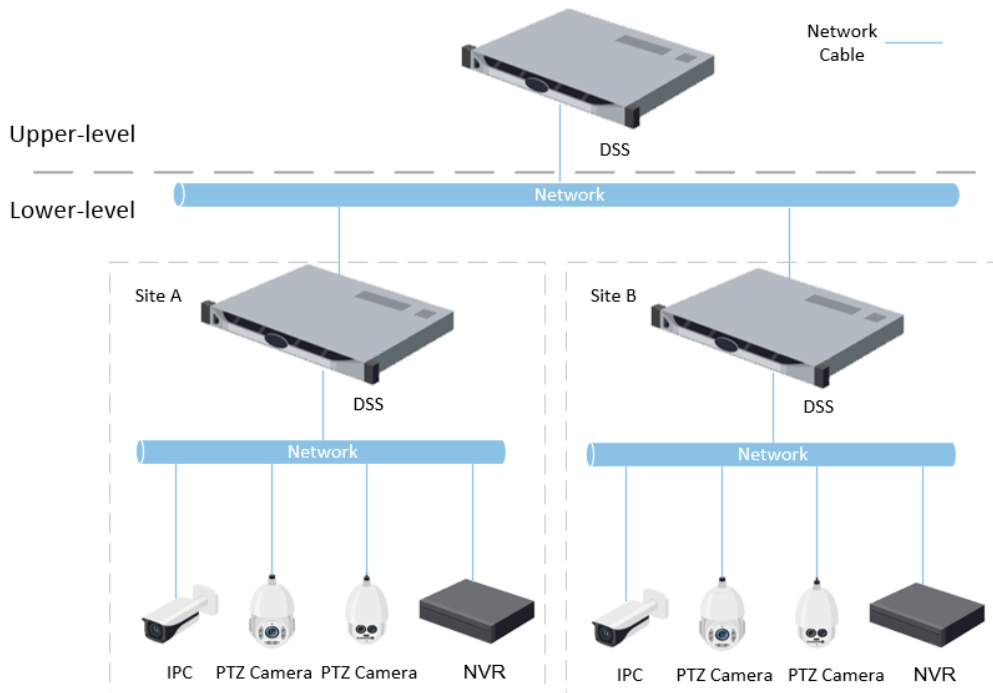 Network
Cable
DSS
Upper-level
Network
Lower-level
Site A
DSS
Network
IPC
PTZ Camera
PTZ Camera
NVR
Site B
DSS
Network
IPC
PTZ Camera
PTZ Camera
NVR